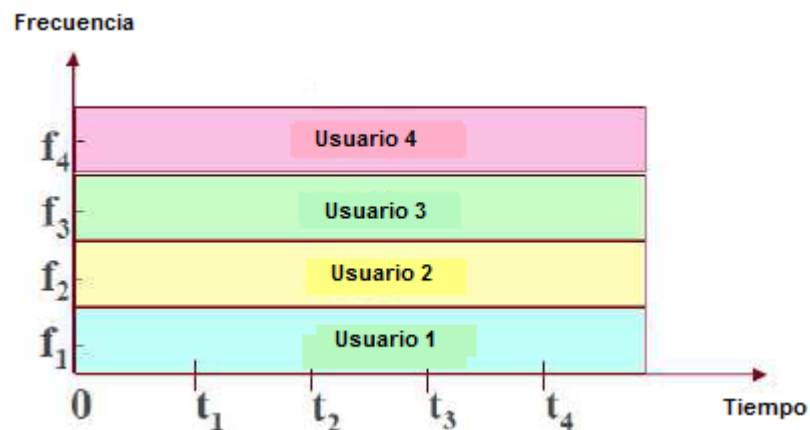 Frecuencia
f4
Usuario 4
f3
Usuario 3
f2
Usuario 2
f1
Usuario 1
0 t1 t2 t3 t4 Tiempo